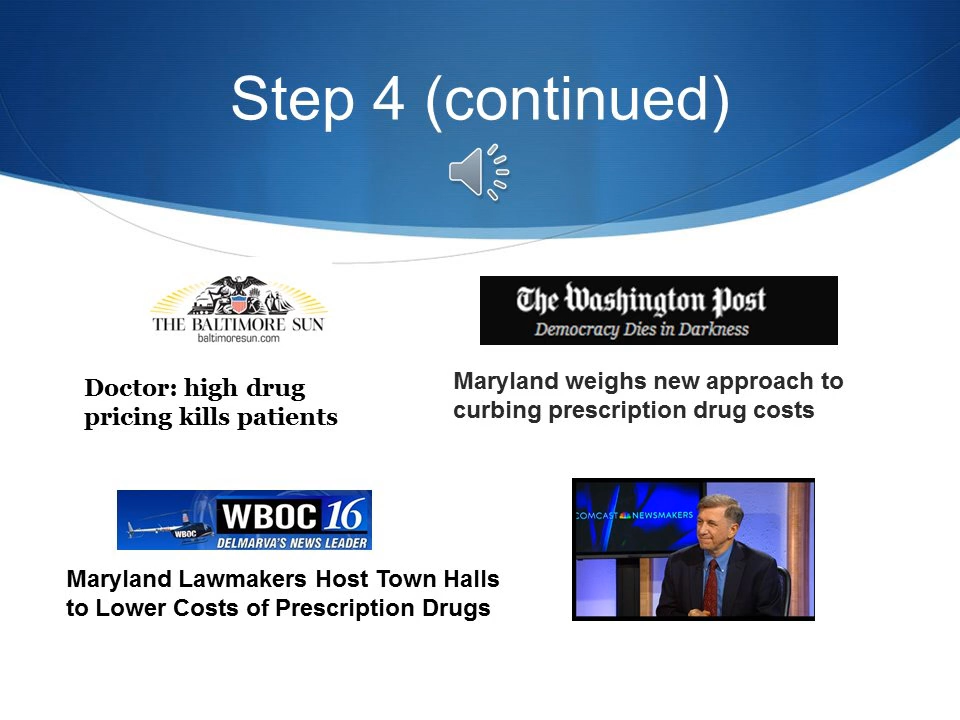 Step 4 (continued)
THE BALTIMORE SUN
baltimoresun.com
The Washington Post
Democracy Dies in Darkness
Doctor: high drug
pricing kills patients
Maryland weighs new approach to
curbing prescription drug costs
WBOC 16
WBOC
DELMARVA'S NEWS LEADER
COMCAST NEWSMAKERS
Maryland Lawmakers Host Town Halls
to Lower Costs of Prescription Drugs